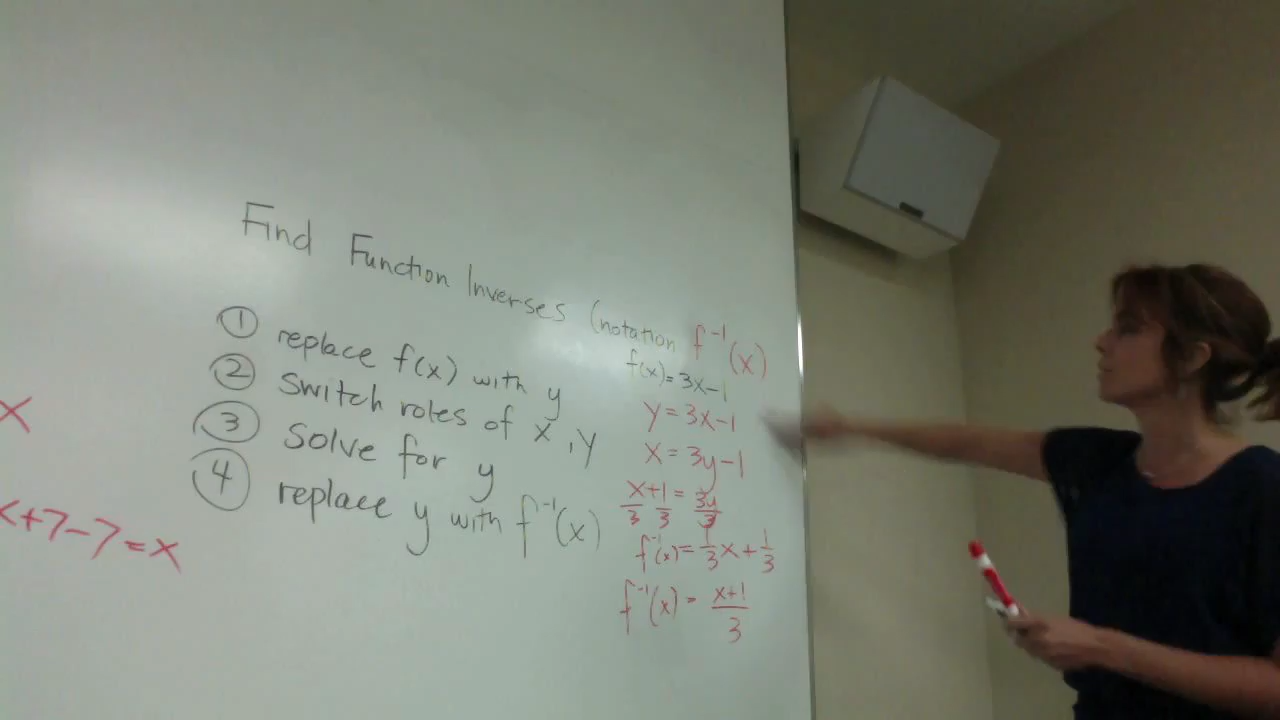 Find Function Inverses (notation f⁻¹(x)
① replace f(x) with y
② Switch roles of x, y
③ Solve for y
④ replace y with f⁻¹(x)
f(x)=3x-1
y=3x-1
x=3y-1
x/3+1/3=3y/3
f⁻¹(x)=1/3x+1/3
f⁻¹(x)=x+1/3
x
x+7-7=x